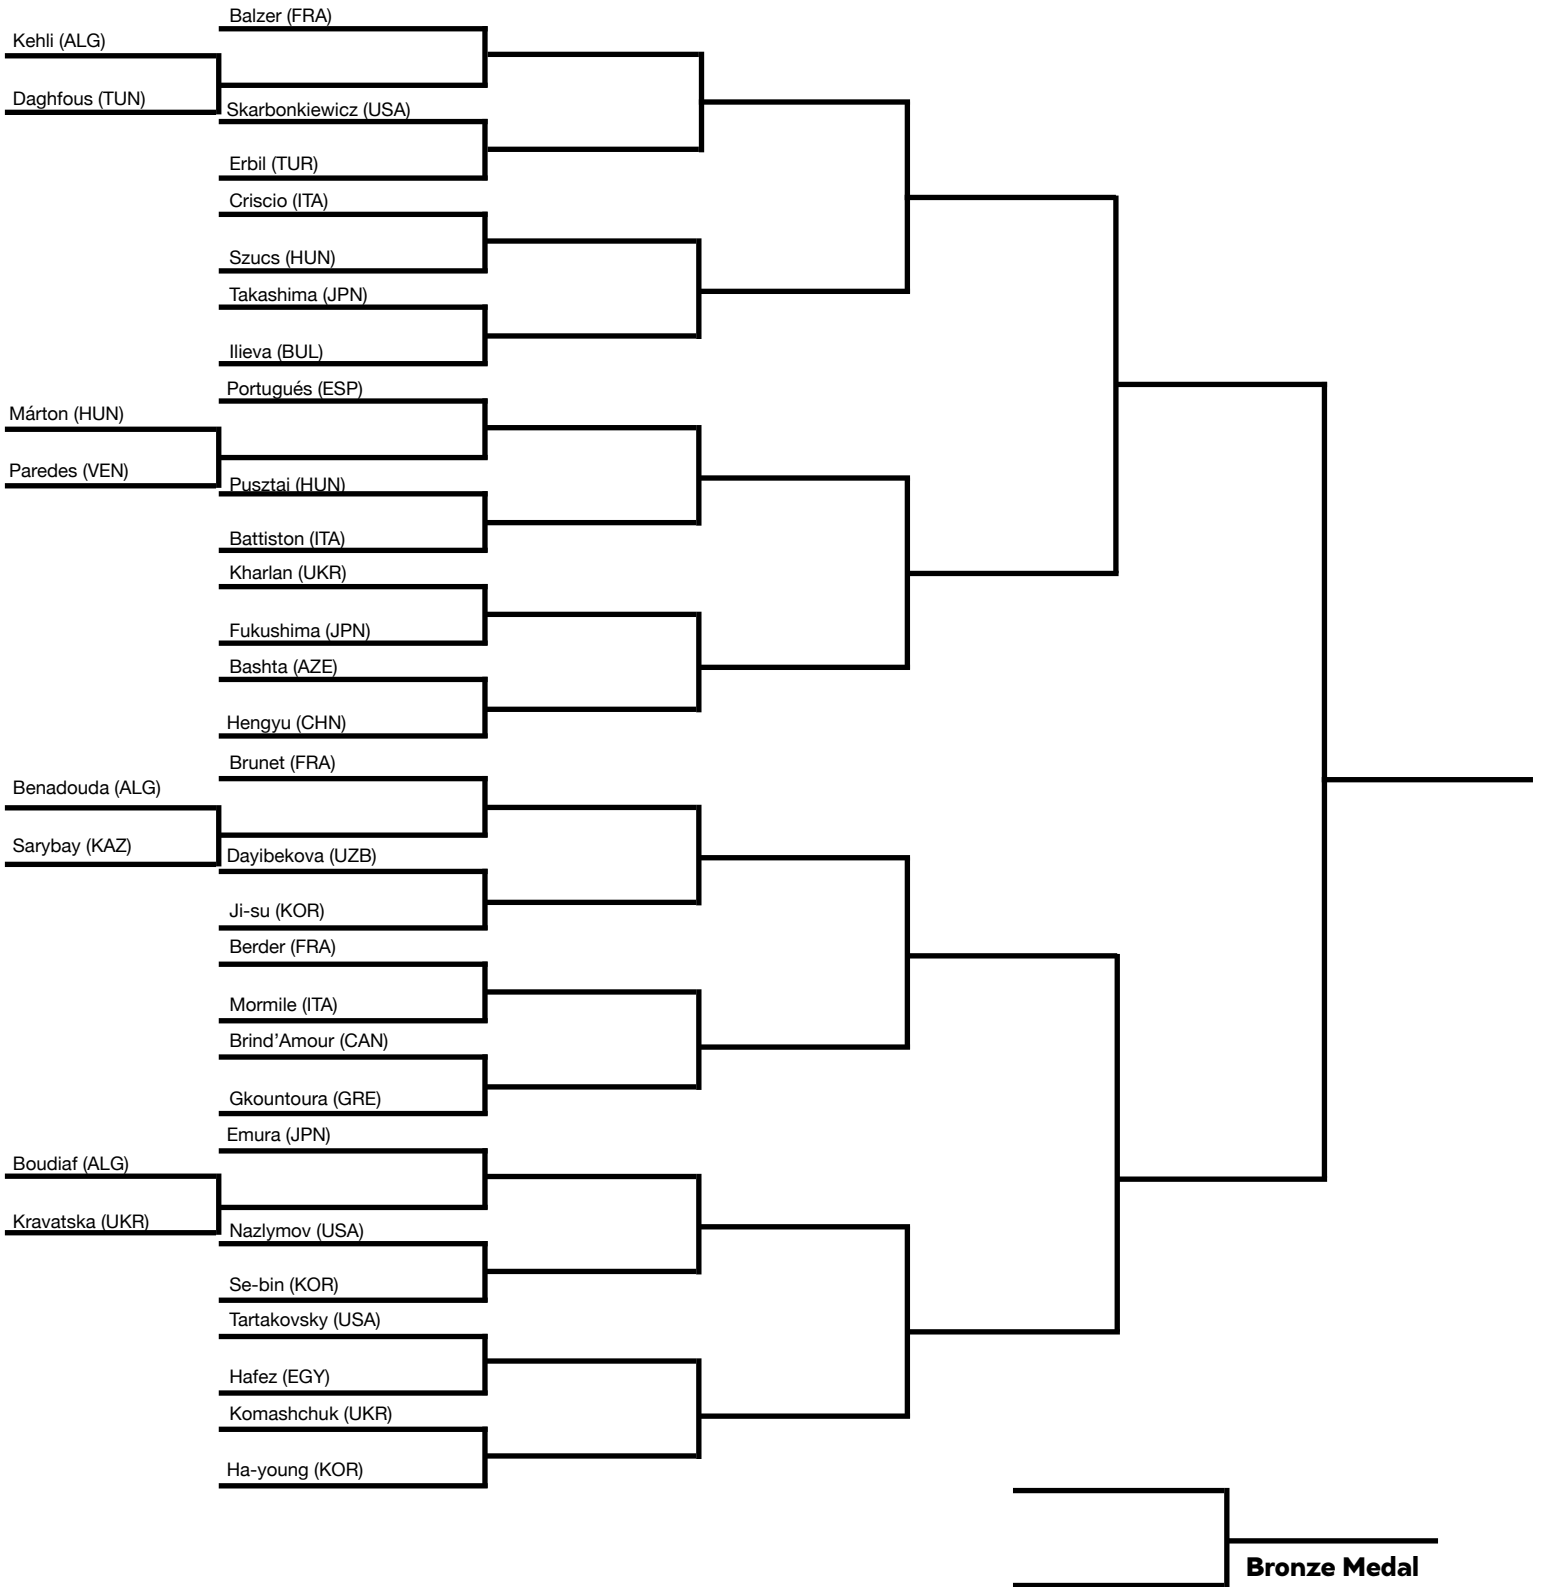 Balzer (FRA)
Kehli (ALG)
Daghfous (TUN)
Skarbonkiewicz (USA)
Erbil (TUR)
Criscio (ITA)
Szucs (HUN)
Takashima (JPN)
Ilieva (BUL)
Portugués (ESP)
Márton (HUN)
Paredes (VEN)
Pusztai (HUN)
Battiston (ITA)
Kharlan (UKR)
Fukushima (JPN)
Bashta (AZE)
Hengyu (CHN)
Brunet (FRA)
Benadouda (ALG)
Sarybay (KAZ)
Dayibekova (UZB)
Ji-su (KOR)
Berder (FRA)
Mormile (ITA)
Brind’Amour (CAN)
Gkountoura (GRE)
Emura (JPN)
Boudiaf (ALG)
Kravatska (UKR)
Nazlymov (USA)
Se-bin (KOR)
Tartakovsky (USA)
Hafez (EGY)
Komashchuk (UKR)
Ha-young (KOR)
Bronze Medal